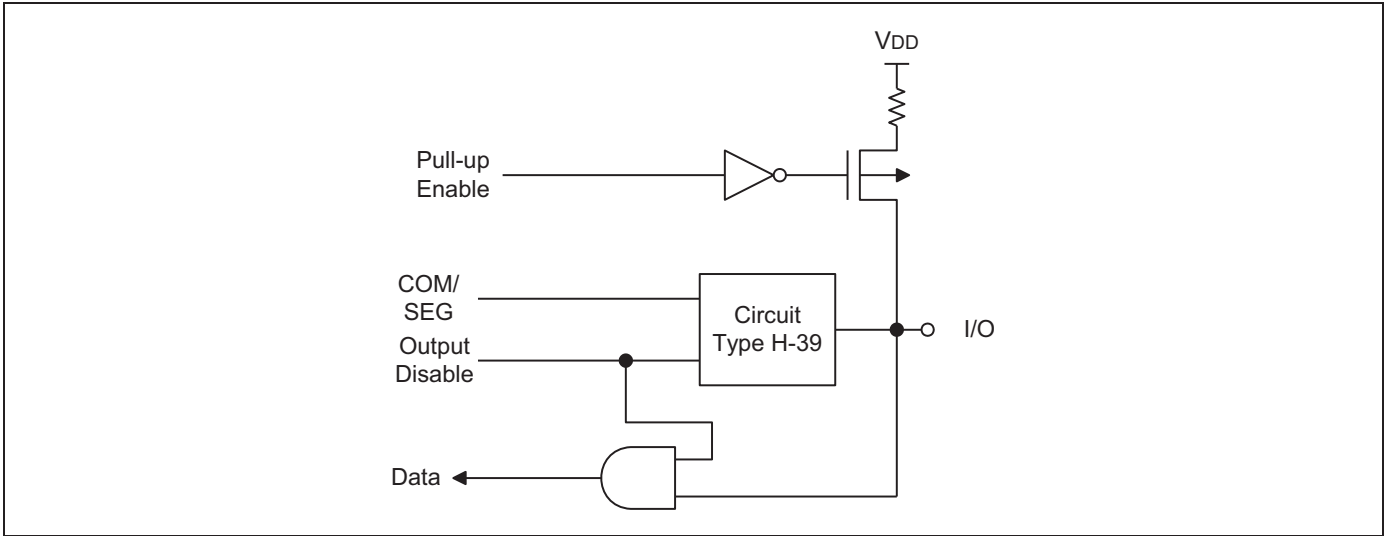 VDD
Pull-up
Enable
COM/
SEG
Circuit
Type H-39
I/O
Output
Disable
Data